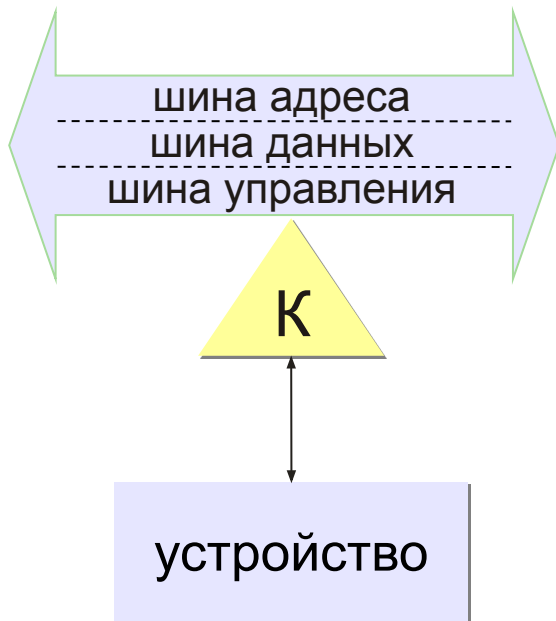 шина адреса
шина данных
шина управления
К
устройство